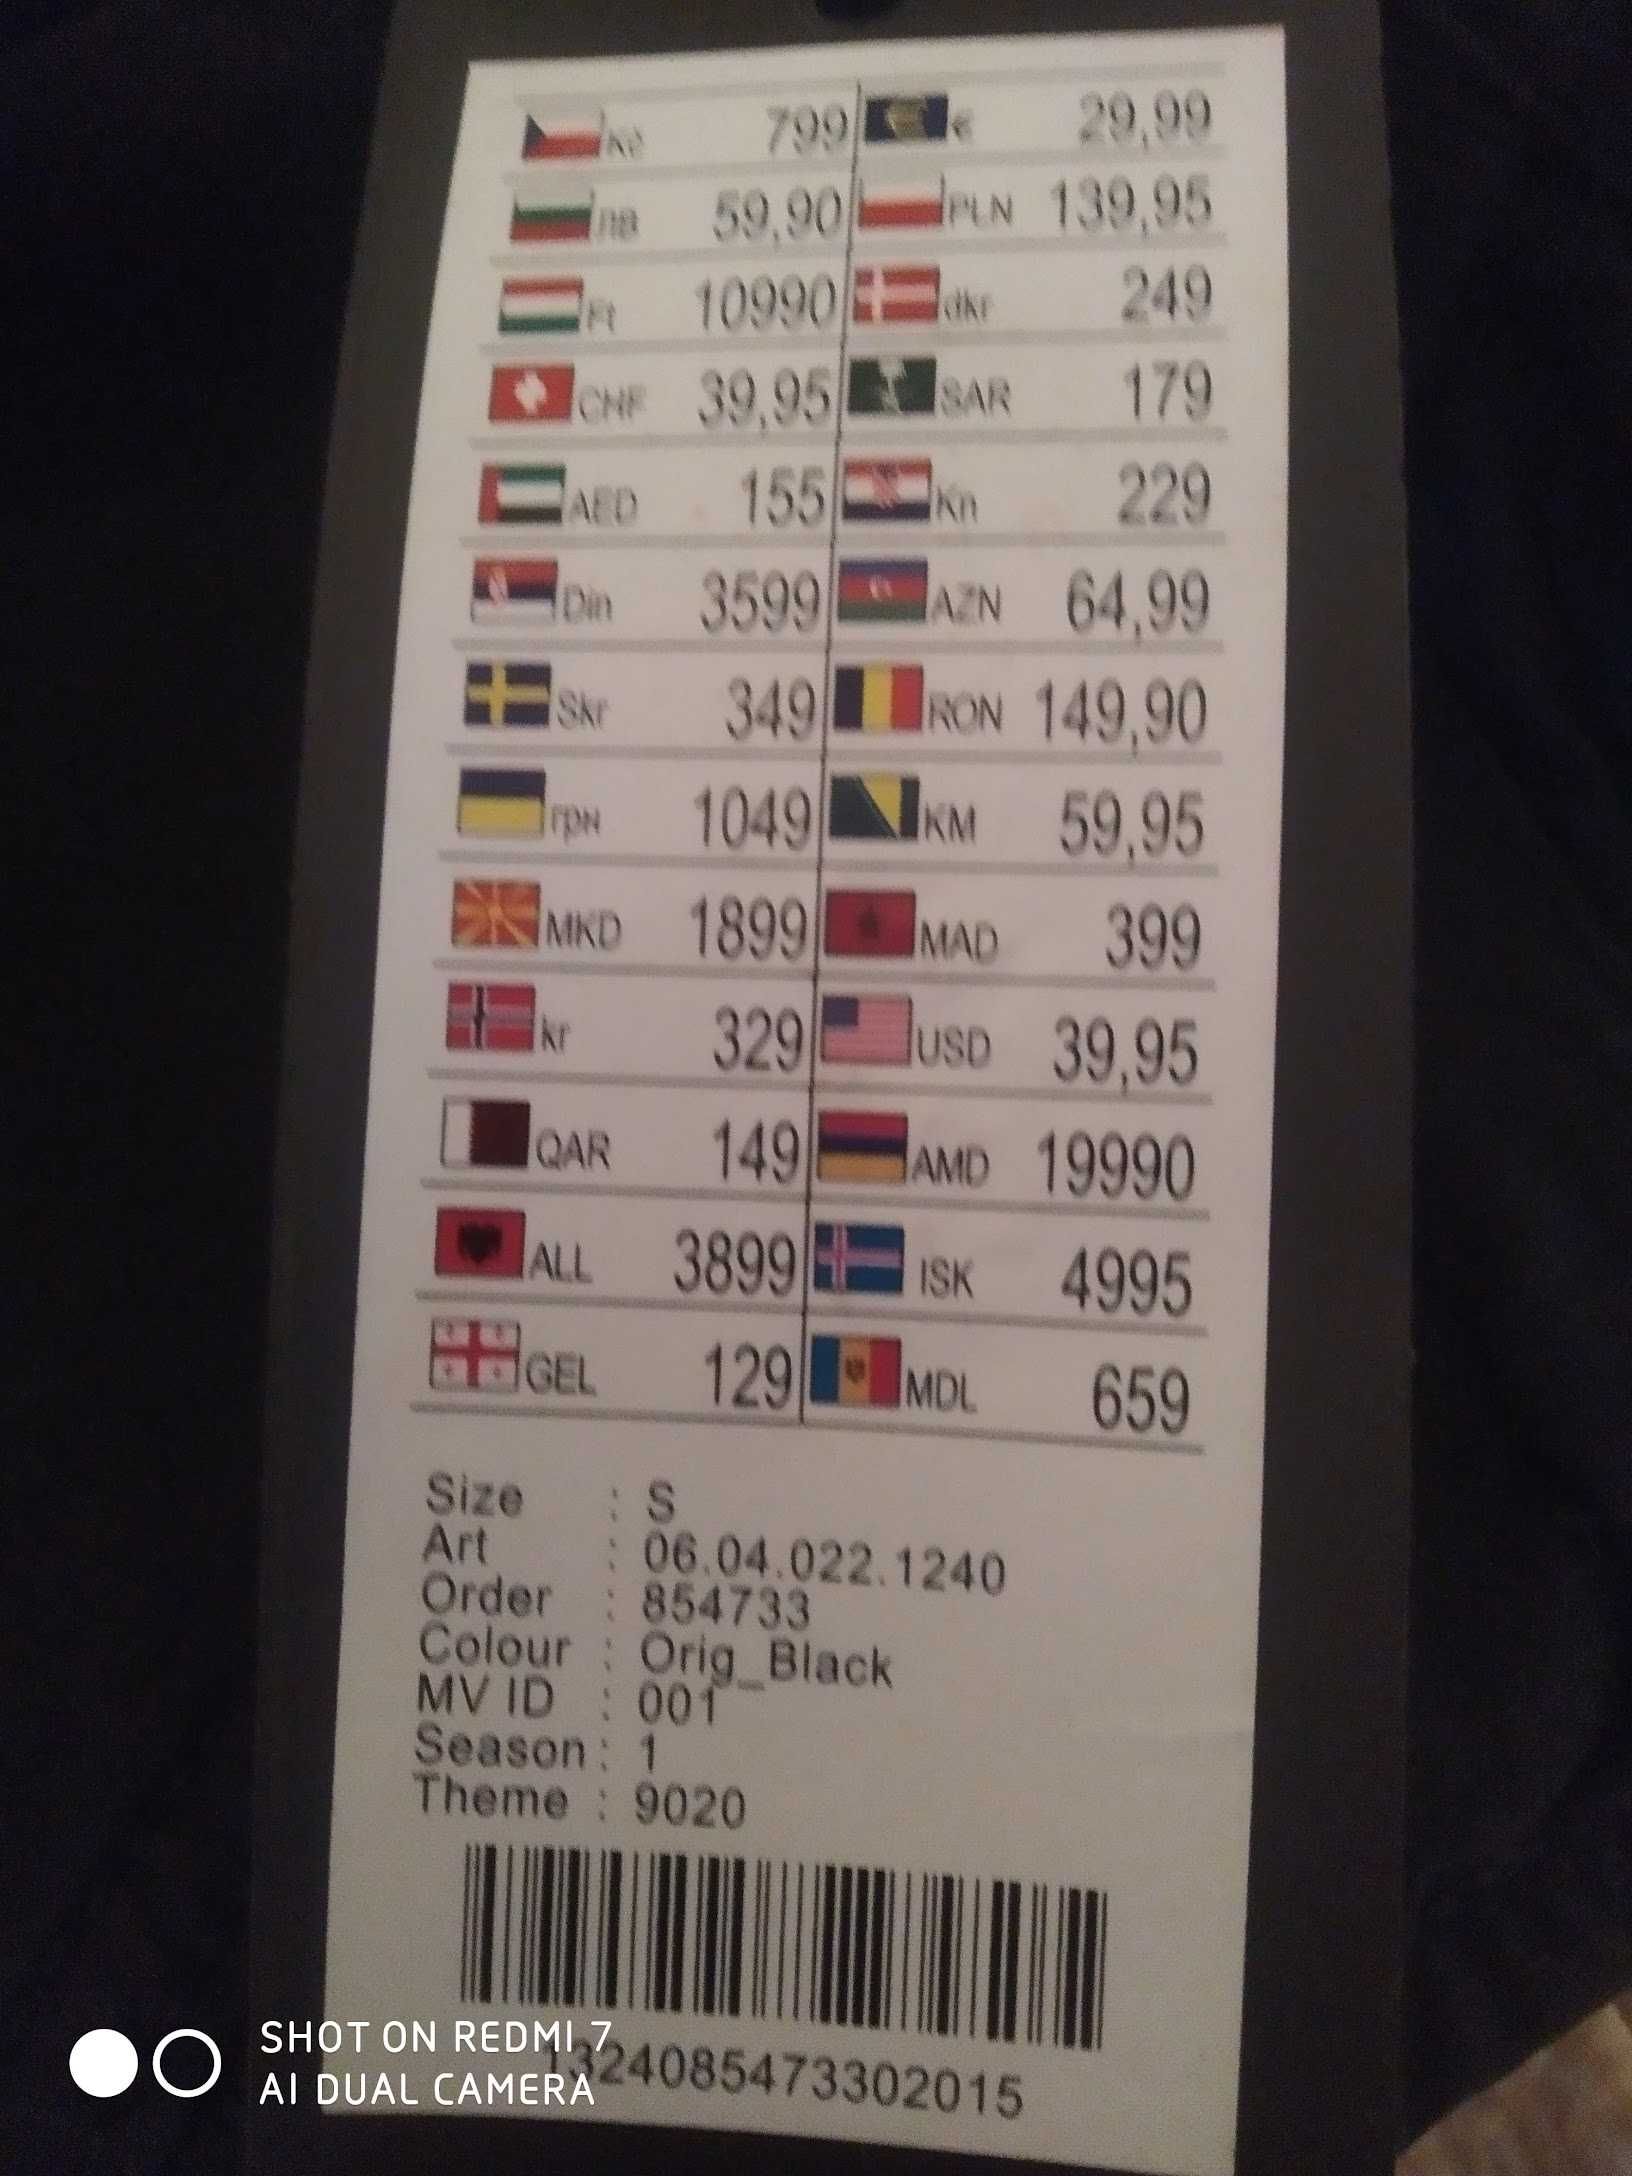 Kč 799 € 29,99
лв 59,90 PLN 139,95
Ft 10990 dkr 249
CHF 39,95 SAR 179
AED 155 Kn 229
Din 3599 AZN 64,99
Skr 349 RON 149,90
грн 1049 KM 59,95
MKD 1899 MAD 399
kr 329 USD 39,95
QAR 149 AMD 19990
ALL 3899 ISK 4995
GEL 129 MDL 659
Size : S
Art : 06.04.022.1240
Order : 854733
Colour : Orig_Black
MV ID : 001
Season : 1
Theme : 9020
1324085473302015
SHOT ON REDMI 7
AI DUAL CAMERA